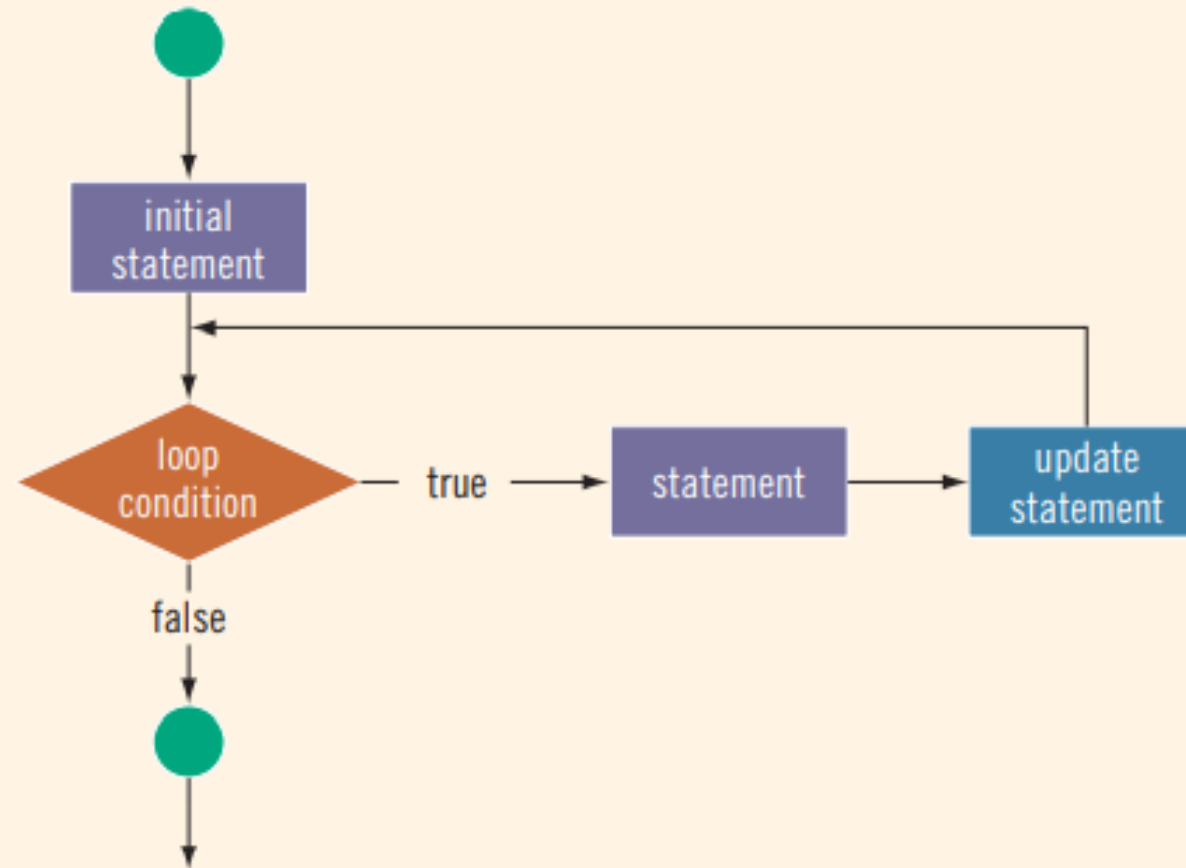 initial
statement
loop
condition
true
statement
update
statement
false